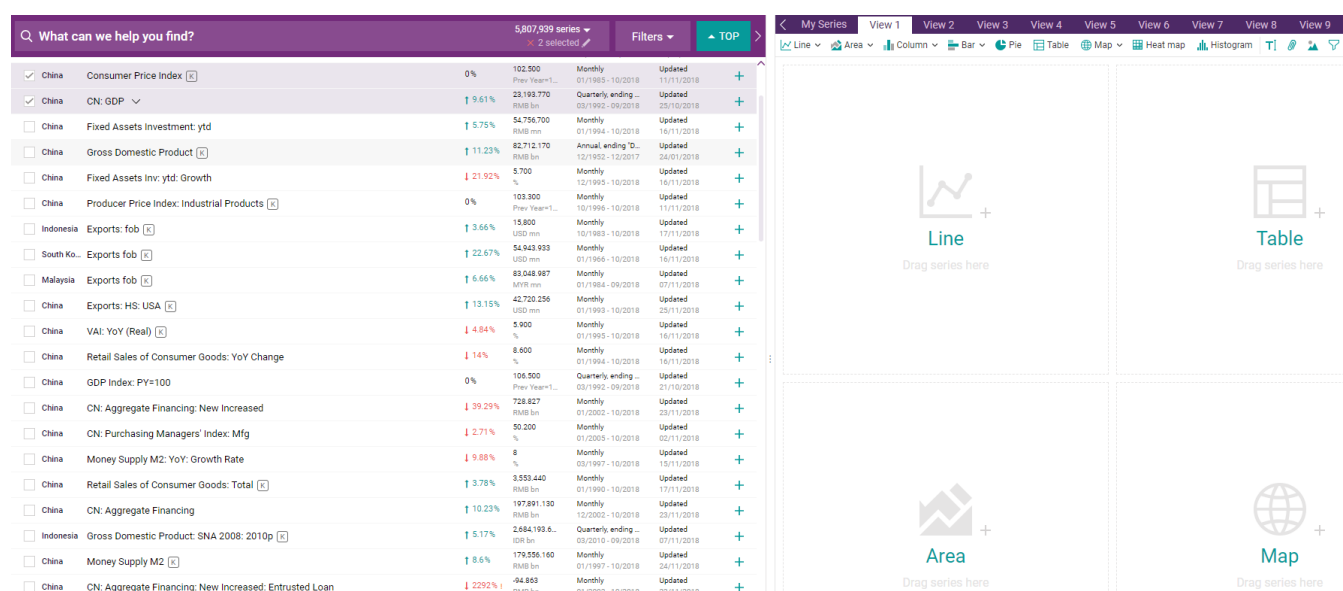 What can we help you find?
5,807,939 series
2 selected
Filters
TOP
China Consumer Price Index K 0% 102.500 Monthly Updated
Prev Year=1... 01/1985 - 10/2018 11/11/2018
China CN: GDP ↑ 9.61% 23,193.770 Quarterly, ending ... Updated
RMB bn 03/1992 - 09/2018 25/10/2018
China Fixed Assets Investment: ytd ↑ 5.75% 54,756,700 Monthly Updated
RMB mn 01/1994 - 10/2018 16/11/2018
China Gross Domestic Product K ↑ 11.23% 82,712.170 Annual, ending "D... Updated
RMB bn 12/1952 - 12/2017 24/01/2018
China Fixed Assets Inv: ytd: Growth ↓ 21.92% 5.700 Monthly Updated
% 12/1995 - 10/2018 16/11/2018
China Producer Price Index: Industrial Products K 0% 103.300 Monthly Updated
Prev Year=1... 10/1996 - 10/2018 11/11/2018
Indonesia Exports: fob K ↑ 3.66% 15,800 Monthly Updated
USD mn 10/1983 - 10/2018 17/11/2018
South Ko... Exports fob K ↑ 22.67% 54,943.933 Monthly Updated
USD mn 01/1966 - 10/2018 16/11/2018
Malaysia Exports fob K ↑ 6.66% 83,048.987 Monthly Updated
MYR mn 01/1984 - 09/2018 07/11/2018
China Exports: HS: USA K ↑ 13.15% 42,720.256 Monthly Updated
USD mn 01/1993 - 10/2018 25/11/2018
China VAI: YoY (Real) K ↓ 4.84% 5.900 Monthly Updated
% 01/1995 - 10/2018 16/11/2018
China Retail Sales of Consumer Goods: YoY Change ↓ 14% 8.600 Monthly Updated
% 01/1994 - 10/2018 16/11/2018
China GDP Index: PY=100 0% 106.500 Quarterly, ending ... Updated
Prev Year=1... 03/1992 - 09/2018 21/10/2018
China CN: Aggregate Financing: New Increased ↓ 39.29% 728.827 Monthly Updated
RMB bn 01/2002 - 10/2018 23/11/2018
China CN: Purchasing Managers' Index: Mfg ↓ 2.71% 50.200 Monthly Updated
% 01/2005 - 10/2018 02/11/2018
China Money Supply M2: YoY: Growth Rate ↓ 9.88% 8 Monthly Updated
% 03/1997 - 10/2018 15/11/2018
China Retail Sales of Consumer Goods: Total K ↑ 3.78% 3,553.440 Monthly Updated
RMB bn 01/1990 - 10/2018 17/11/2018
China CN: Aggregate Financing ↑ 10.23% 197,891.130 Monthly Updated
RMB bn 12/2002 - 10/2018 23/11/2018
Indonesia Gross Domestic Product: SNA 2008: 2010p K ↑ 5.17% 2,684,193.6... Quarterly, ending ... Updated
IDR bn 03/2010 - 09/2018 07/11/2018
China Money Supply M2 K ↑ 8.6% 179,556.160 Monthly Updated
RMB bn 01/1997 - 10/2018 24/11/2018
China CN: Aggregate Financing: New Increased: Entrusted Loan ↓ 2292% -94.863 Monthly Updated
My Series View 1 View 2 View 3 View 4 View 5 View 6 View 7 View 8 View 9
Line Area Column Bar Pie Table Map Heat map Histogram T
Line
Drag series here
Table
Drag series here
Area
Drag series here
Map
Drag series here